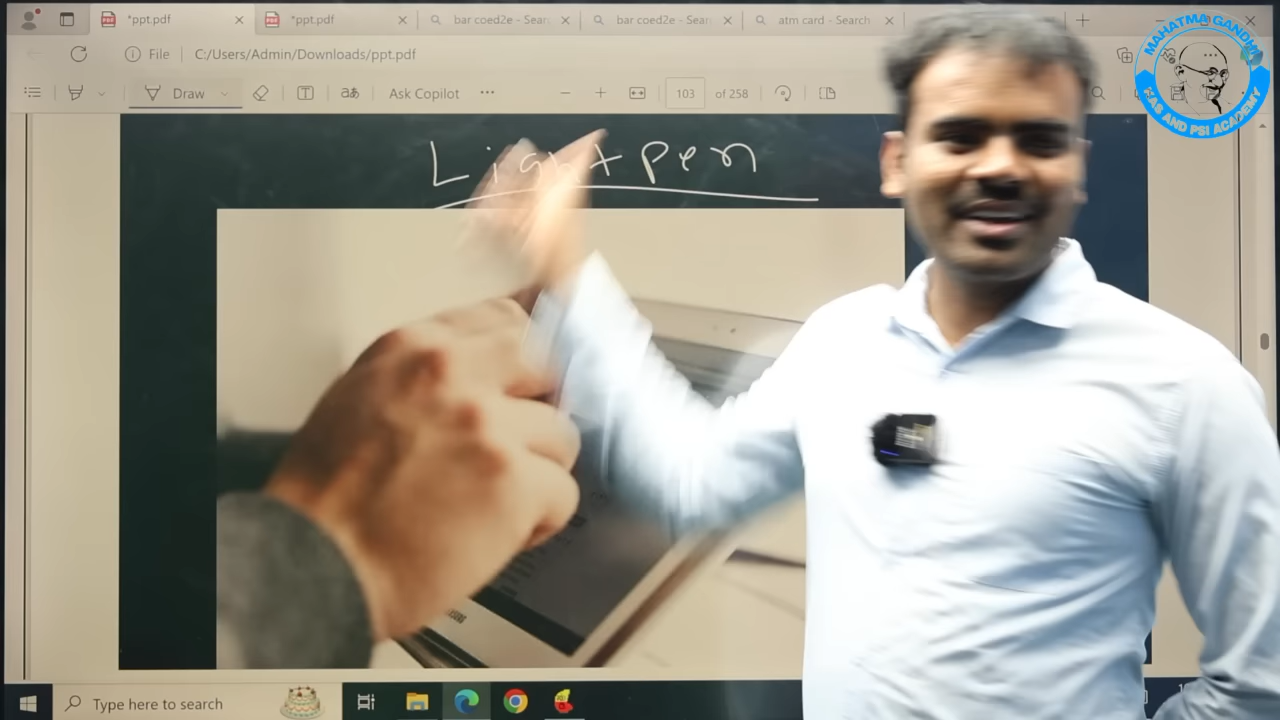 *ppt.pdf
*ppt.pdf
bar coed2e - Sear
bar coed2e - Sear
atm card - Search
File
C:/Users/Admin/Downloads/ppt.pdf
Draw
Ask Copilot
103
of 258
MAHATMA GANDHI
KAS AND PSI ACADEMY
Light Pen
Type here to search